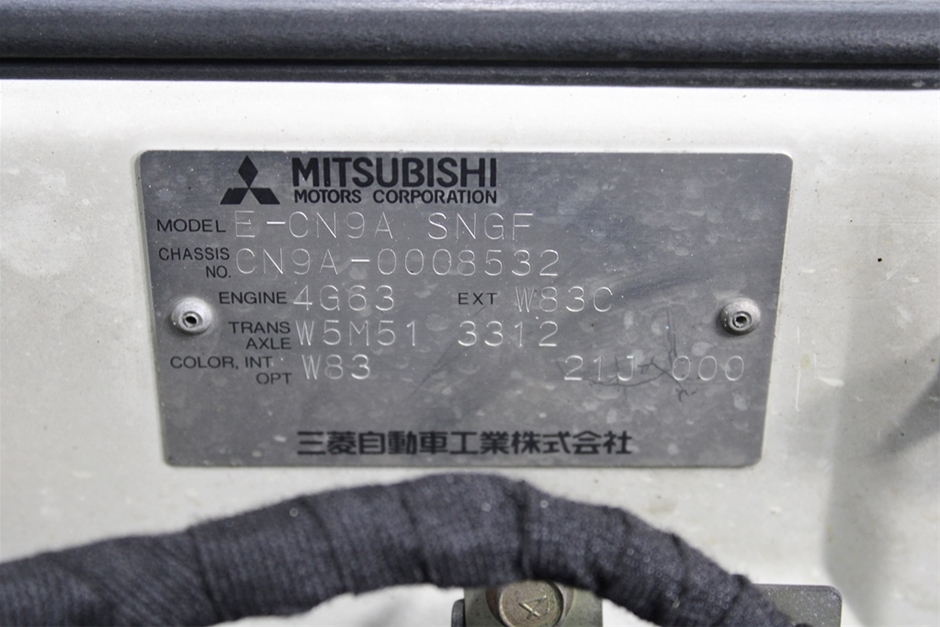 MITSUBISHI
MOTORS CORPORATION
MODEL E-CN9A SNGF
CHASSIS NO. CN9A-0008532
ENGINE 4G63 EXT W83C
TRANS AXLE W5M51 3312
COLOR, INT OPT W83 21J 000
三菱自動車工業株式会社
4